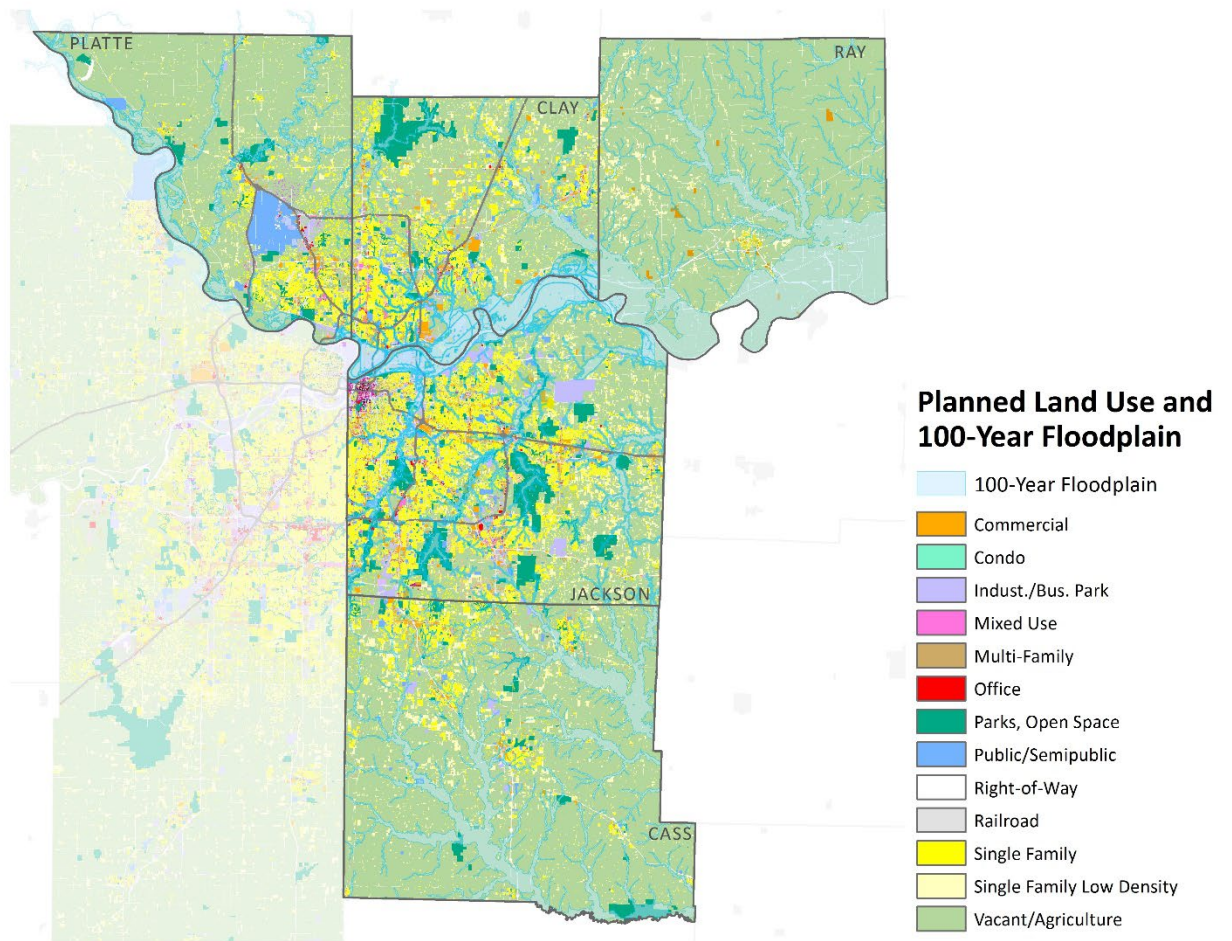 PLATTE
RAY
CLAY
JACKSON
CASS
Planned Land Use and
100-Year Floodplain
100-Year Floodplain
Commercial
Condo
Indust./Bus. Park
Mixed Use
Multi-Family
Office
Parks, Open Space
Public/Semipublic
Right-of-Way
Railroad
Single Family
Single Family Low Density
Vacant/Agriculture